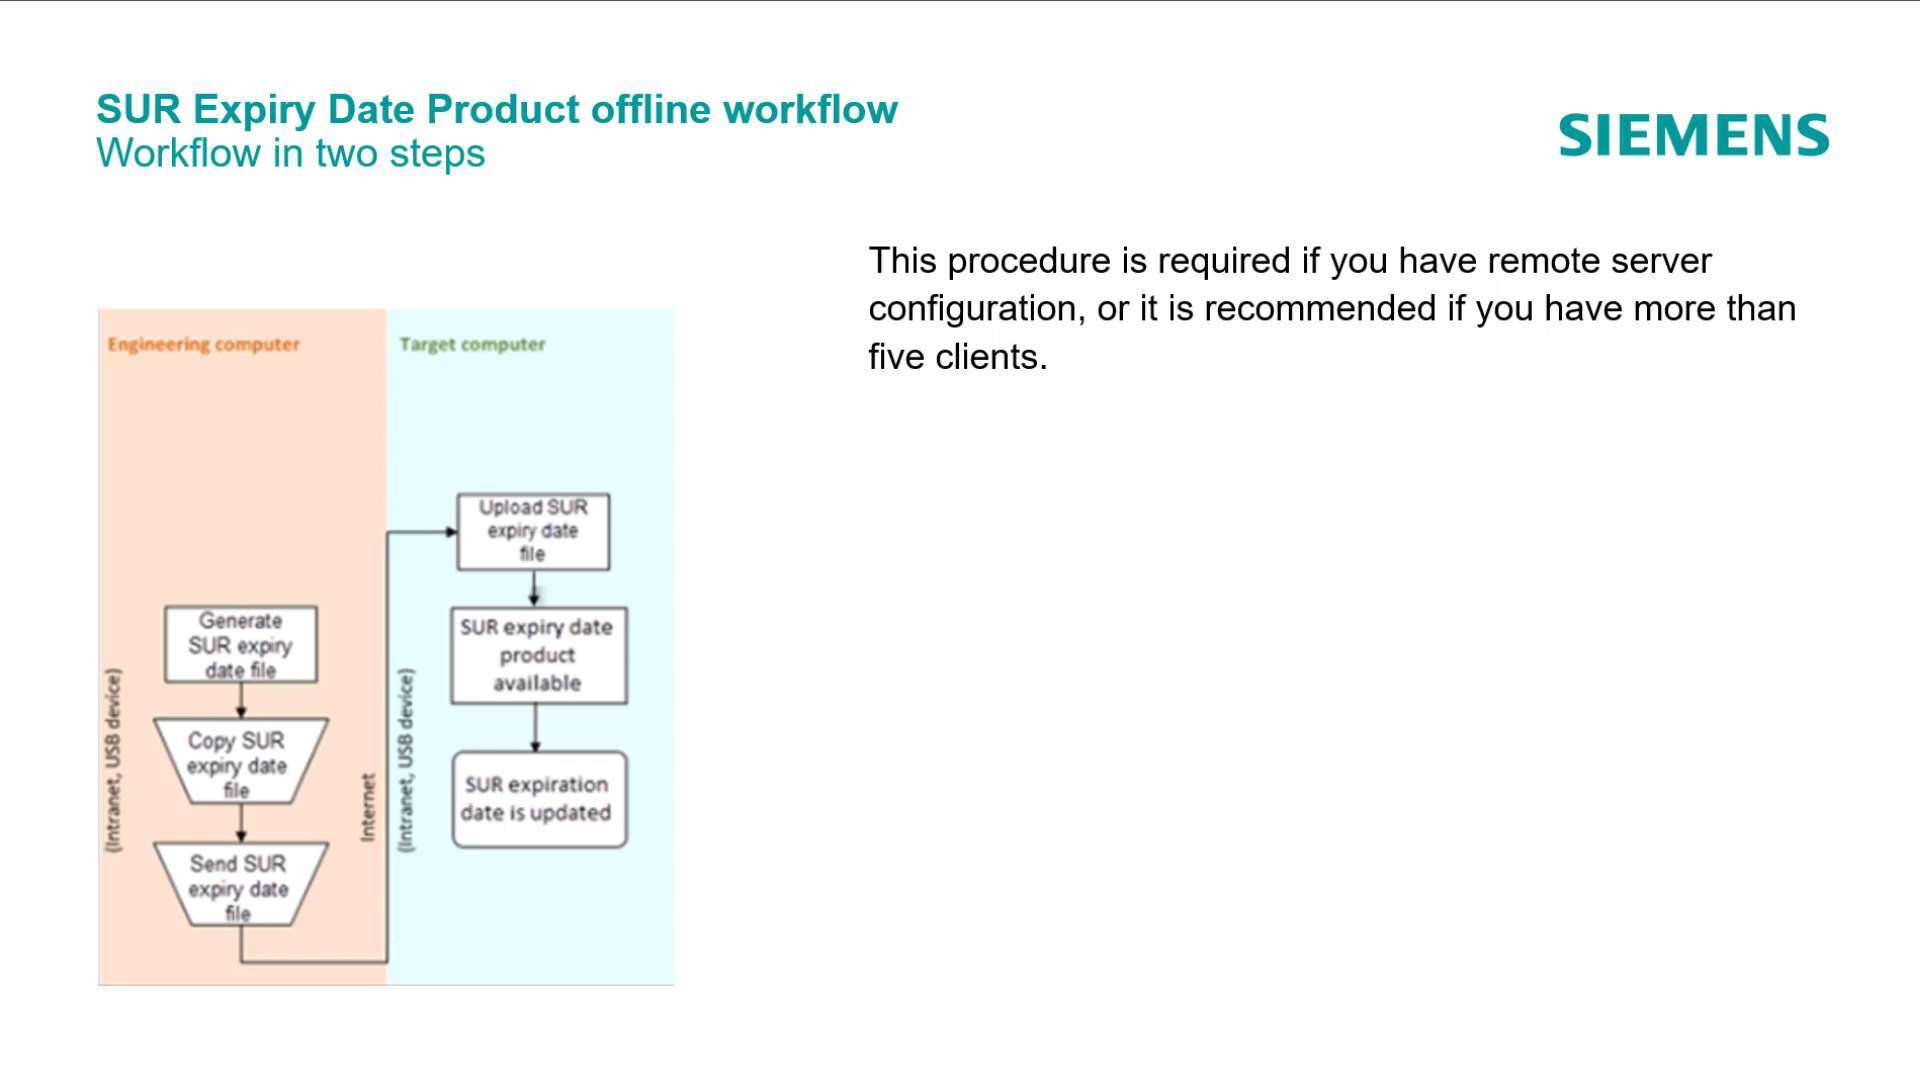 SUR Expiry Date Product offline workflow
Workflow in two steps
SIEMENS
This procedure is required if you have remote server
configuration, or it is recommended if you have more than
five clients.
Engineering computer
Generate
SUR expiry
date file
Copy SUR
expiry date
file
Send SUR
expiry date
file
(Intranet, USB device)
Internet
Target computer
(Intranet, USB device)
Upload SUR
expiry date
file
SUR expiry date
product
available
SUR expiration
date is updated